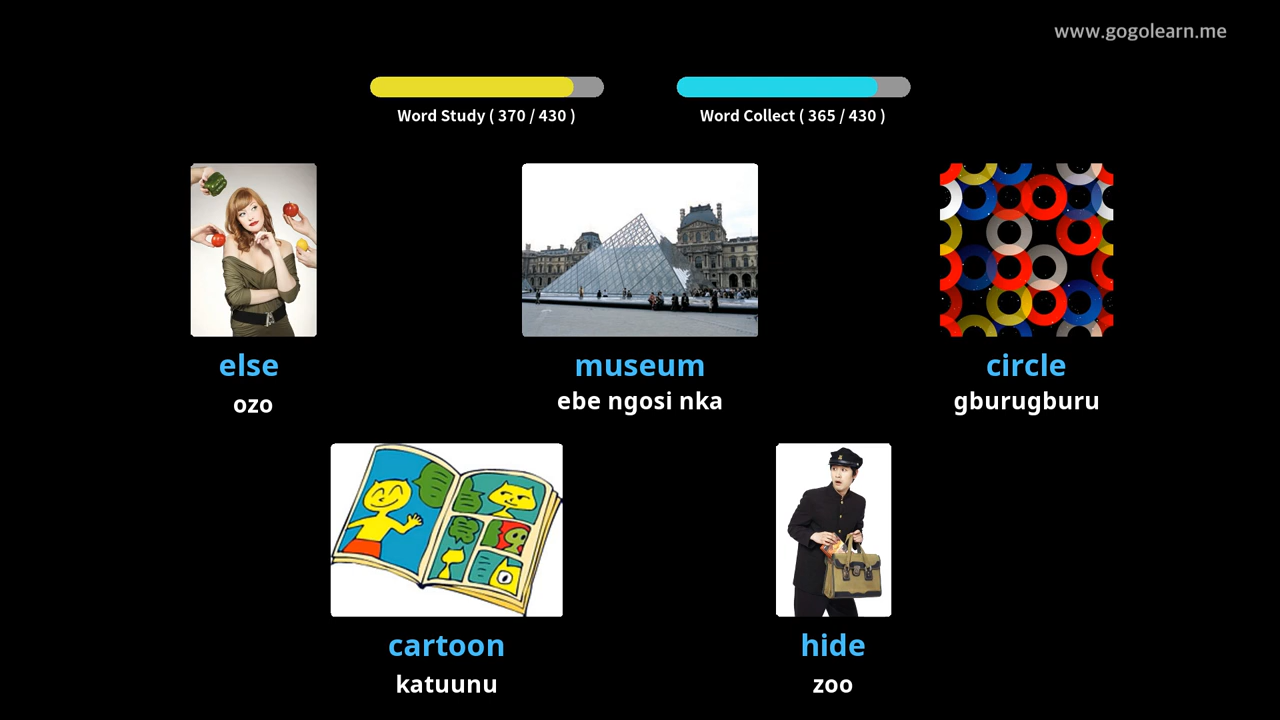 www.gogolearn.me
Word Study ( 370 / 430 )
Word Collect ( 365 / 430 )
else
ozo
museum
ebe ngosi nka
circle
gburugburu
cartoon
katuunu
hide
zoo